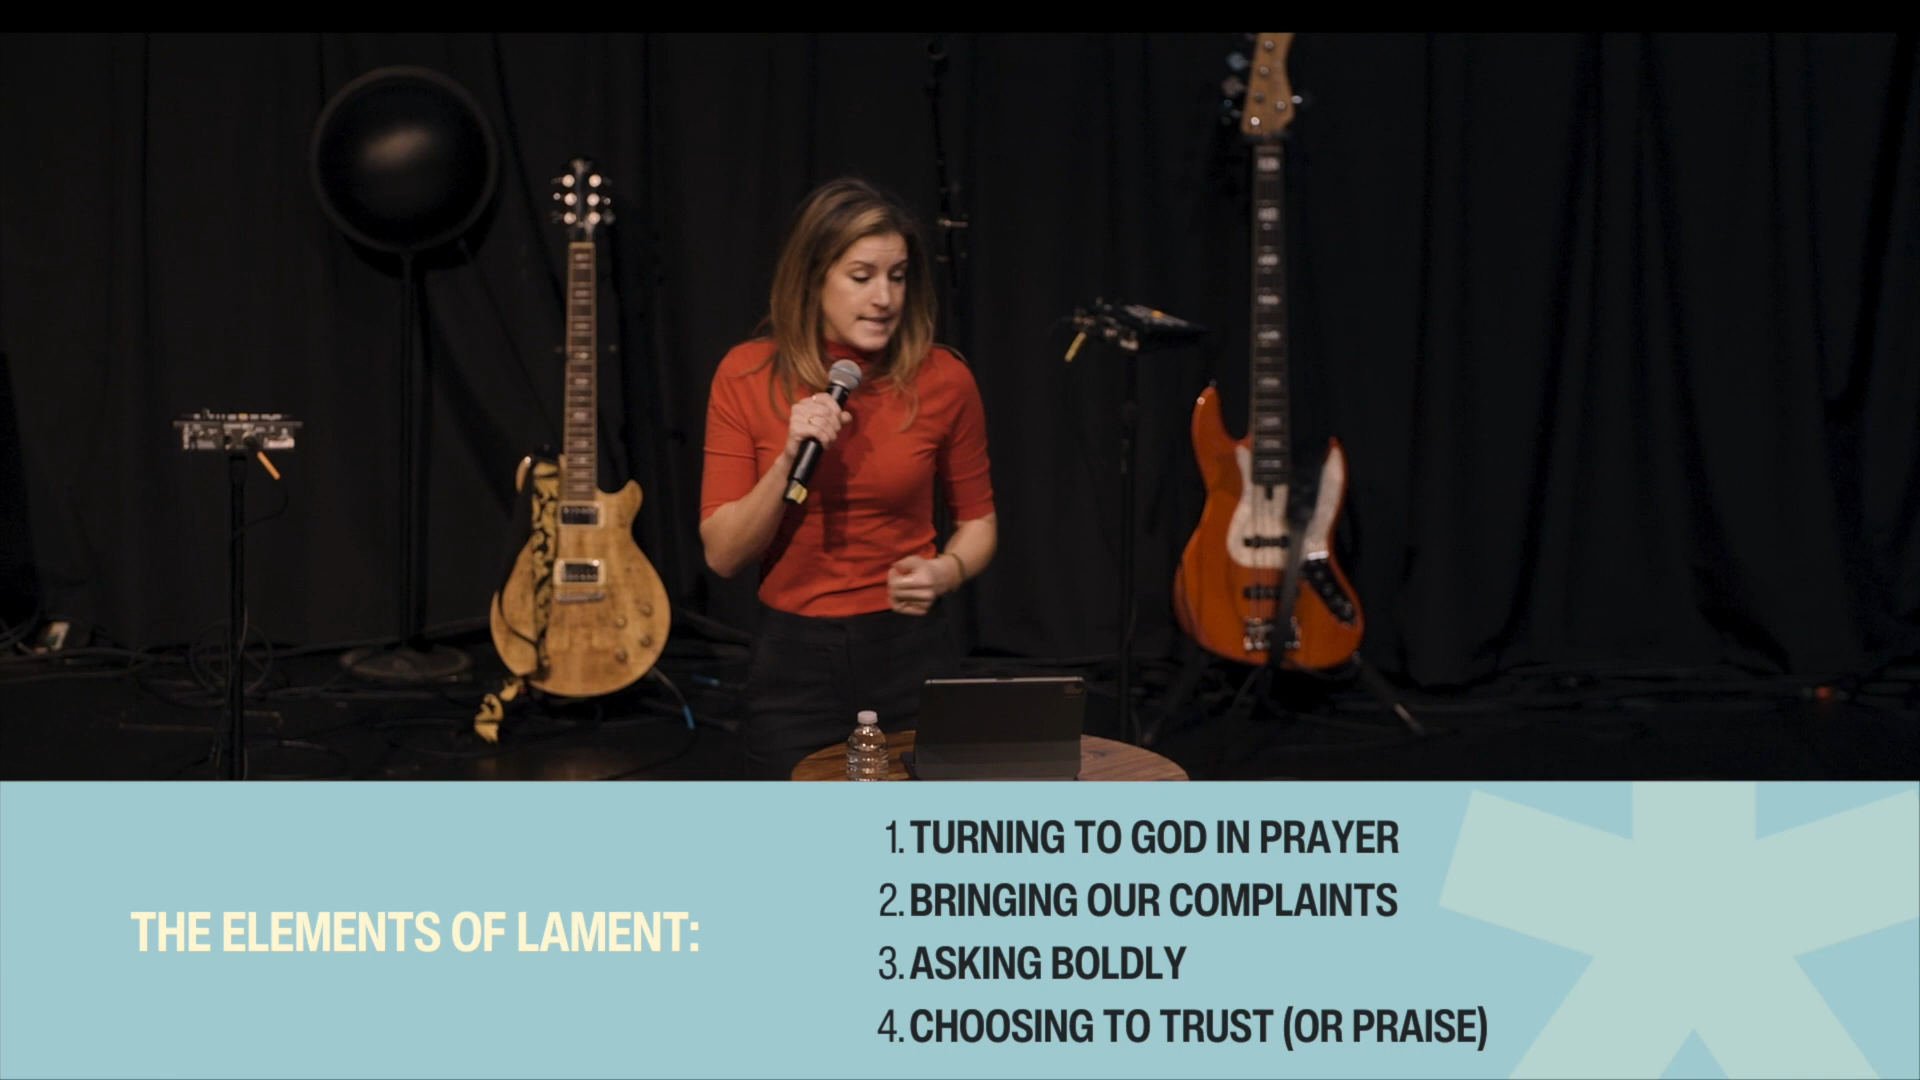 THE ELEMENTS OF LAMENT:
1. TURNING TO GOD IN PRAYER
2. BRINGING OUR COMPLAINTS
3. ASKING BOLDLY
4. CHOOSING TO TRUST (OR PRAISE)